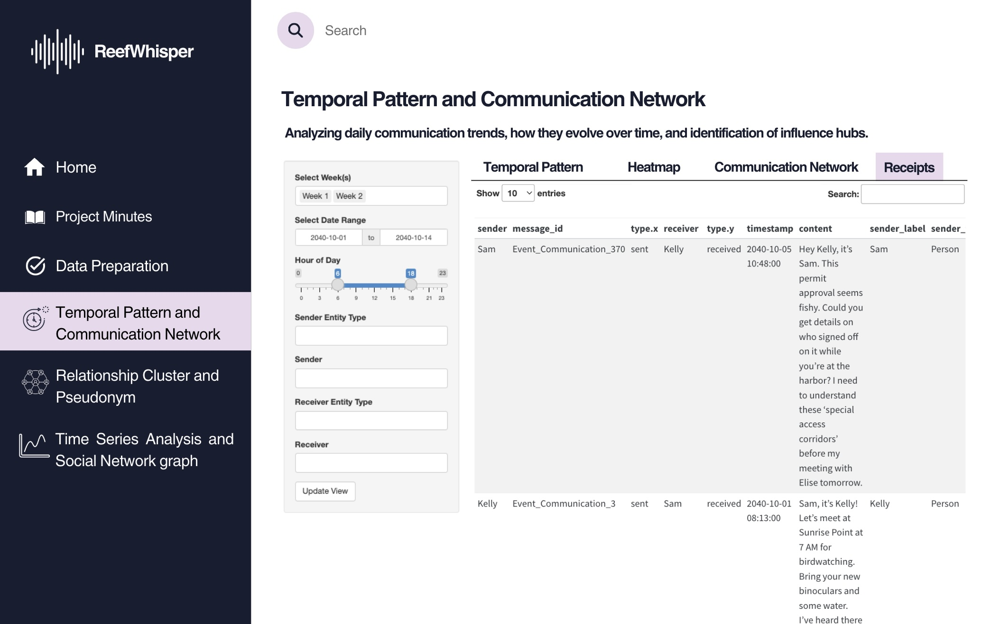 ReefWhisper
Home
Project Minutes
Data Preparation
Temporal Pattern and
Communication Network
Relationship Cluster and
Pseudonym
Time Series Analysis and
Social Network graph
Search
Temporal Pattern and Communication Network
Analyzing daily communication trends, how they evolve over time, and identification of influence hubs.
Select Week(s)
Week 1 Week 2
Select Date Range
2040-10-01 to 2040-10-14
Hour of Day
0 6 18 23
0 3 6 9 12 15 18 21 23
Sender Entity Type
Sender
Receiver Entity Type
Receiver
Update View
Temporal Pattern Heatmap Communication Network Receipts
Show 10 entries Search:
sender message_id type.x receiver type.y timestamp content sender_label sender_
Sam Event_Communication_370 sent Kelly received 2040-10-05 Hey Kelly, it’s Sam Person
10:48:00 Sam. This
permit
approval seems
fishy. Could you
get details on
who signed off
on it while
you’re at the
harbor? I need
to understand
these ‘special
access
corridors’
before my
meeting with
Elise tomorrow.
Kelly Event_Communication_3 sent Sam received 2040-10-01 Sam, it’s Kelly! Kelly Person
08:13:00 Let’s meet at
Sunrise Point at
7 AM for
birdwatching.
Bring your new
binoculars and
some water.
I’ve heard there